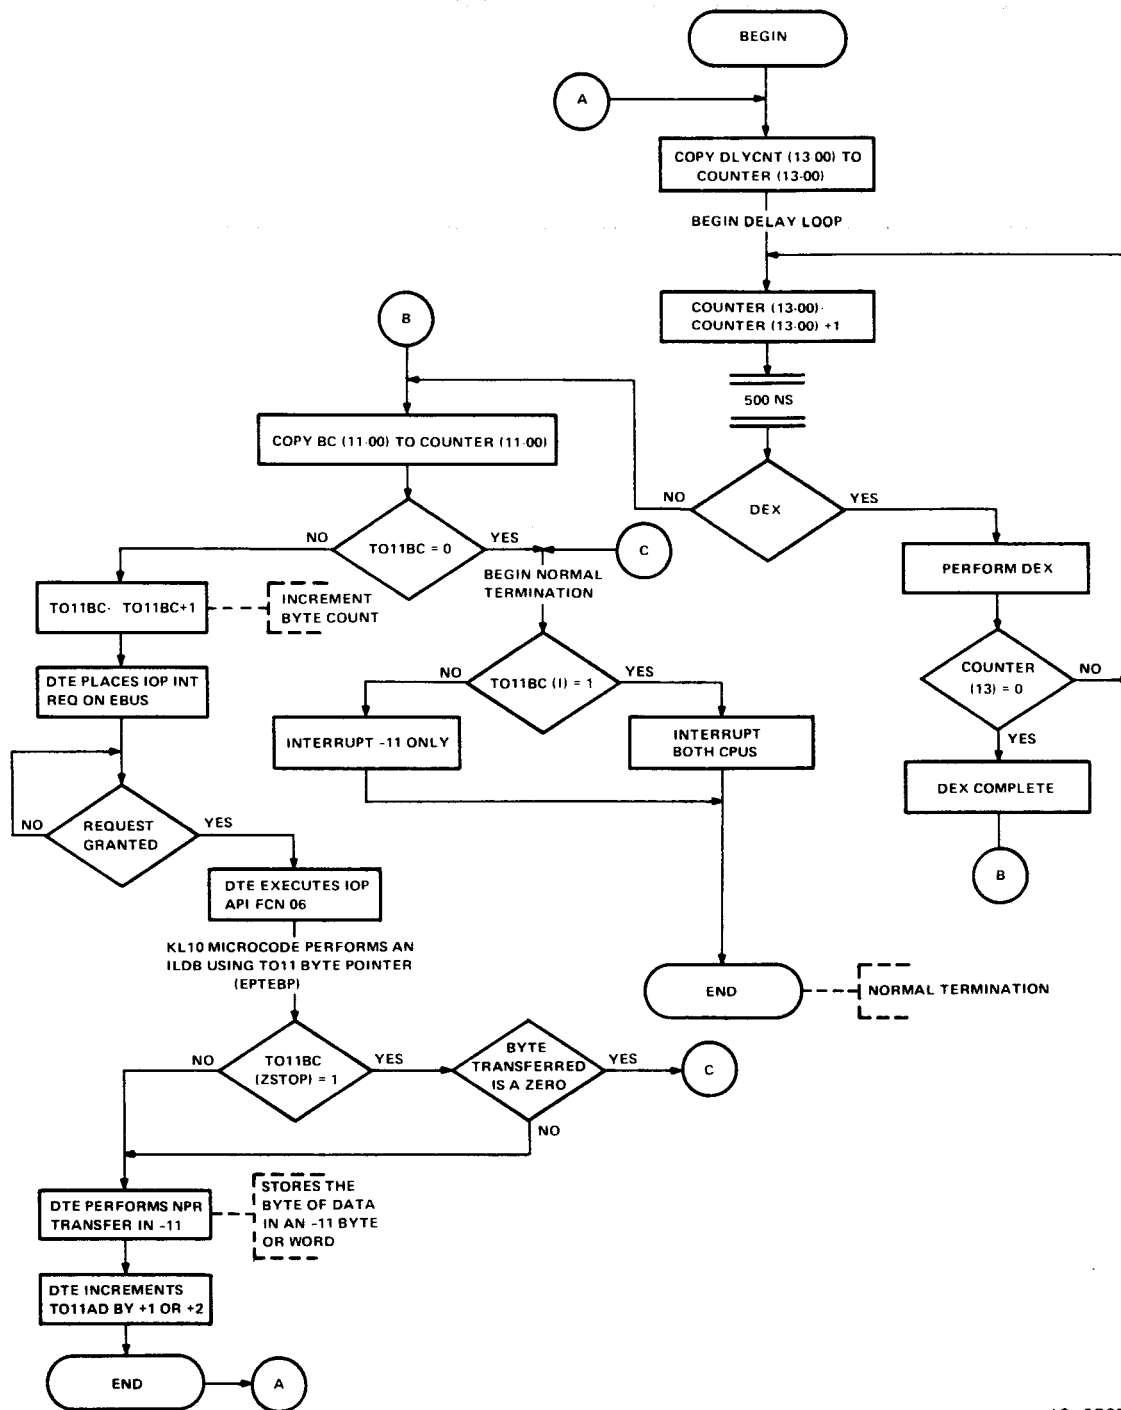 BEGIN
A
COPY DLYCNT (13 00) TO
COUNTER (13-00)
BEGIN DELAY LOOP
COUNTER (13-00)-
COUNTER (13-00) +1
500 NS
DEX
NO
YES
B
COPY BC (11-00) TO COUNTER (11-00)
TO11BC = 0
NO
YES
C
BEGIN NORMAL
TERMINATION
PERFORM DEX
COUNTER
(13) = 0
NO
YES
DEX COMPLETE
B
TO11BC- TO11BC+1
INCREMENT
BYTE COUNT
DTE PLACES IOP INT
REQ ON EBUS
TO11BC (I) = 1
NO
YES
INTERRUPT -11 ONLY
INTERRUPT
BOTH CPUS
REQUEST
GRANTED
NO
YES
DTE EXECUTES IOP
API FCN 06
KL10 MICROCODE PERFORMS AN
ILDB USING TO11 BYTE POINTER
(EPTEBP)
END
NORMAL TERMINATION
TO11BC
(ZSTOP) = 1
NO
YES
BYTE
TRANSFERRED
IS A ZERO
YES
C
NO
DTE PERFORMS NPR
TRANSFER IN -11
STORES THE
BYTE OF DATA
IN AN -11 BYTE
OR WORD
DTE INCREMENTS
TO11AD BY +1 OR +2
END
A